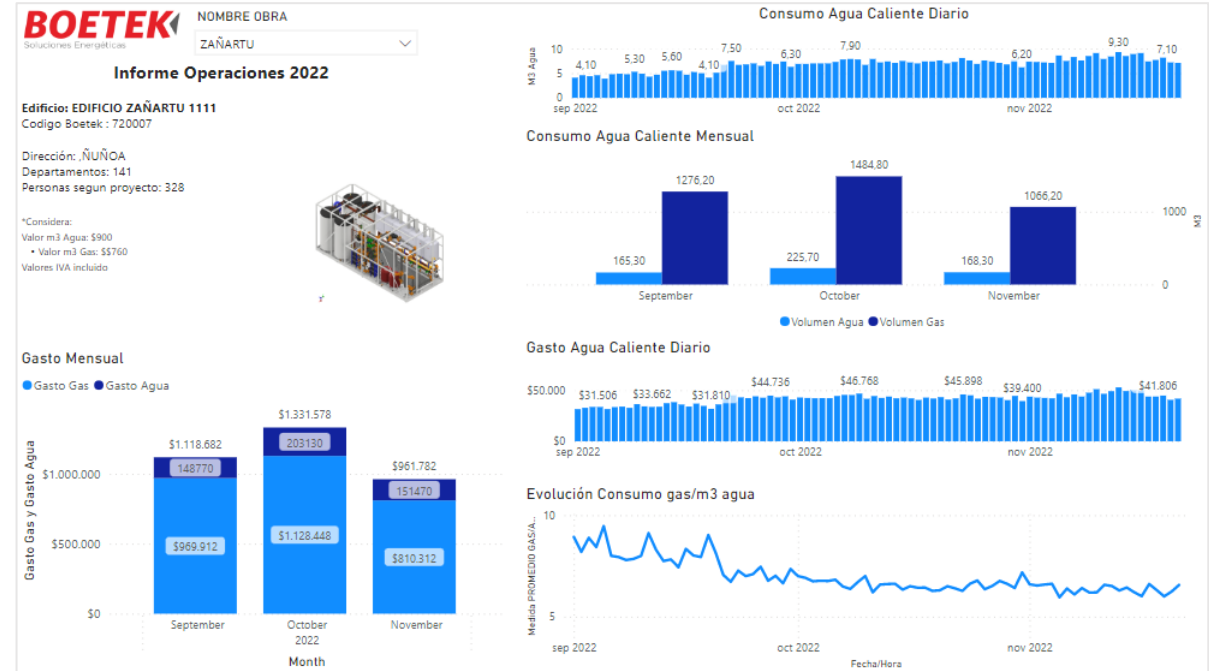 BOETEK
Soluciones Energéticas
NOMBRE OBRA
ZAÑARTU
Informe Operaciones 2022
Edificio: EDIFICIO ZAÑARTU 1111
Codigo Boetek : 720007
Dirección: ,ÑUÑOA
Departamentos: 141
Personas segun proyecto: 328
*Considera:
Valor m3 Agua: $900
• Valor m3 Gas: $$760
Valores IVA incluido
Gasto Mensual
Gasto Gas Gasto Agua
Gasto Gas y Gasto Agua
$1.000.000
$500.000
$0
$1.118.682
148770
$969.912
$1.331.578
203130
$1.128.448
$961.782
151470
$810.312
September
October
November
2022
Month
Consumo Agua Caliente Diario
M3 Agua
10
5
0
4,10
5,30
5,60
4,10
7,50
6,30
7,90
6,20
9,30
7,10
sep 2022
oct 2022
nov 2022
Consumo Agua Caliente Mensual
165,30
1276,20
225,70
1484,80
168,30
1066,20
1000
0
M3
September
October
November
Volumen Agua Volumen Gas
Gasto Agua Caliente Diario
$50.000
$0
$31.506
$33.662
$31.810
$44.736
$46.768
$45.898
$39.400
$41.806
sep 2022
oct 2022
nov 2022
Evolución Consumo gas/m3 agua
Medida PROMEDIO GAS/A...
10
5
sep 2022
oct 2022
nov 2022
Fecha/Hora